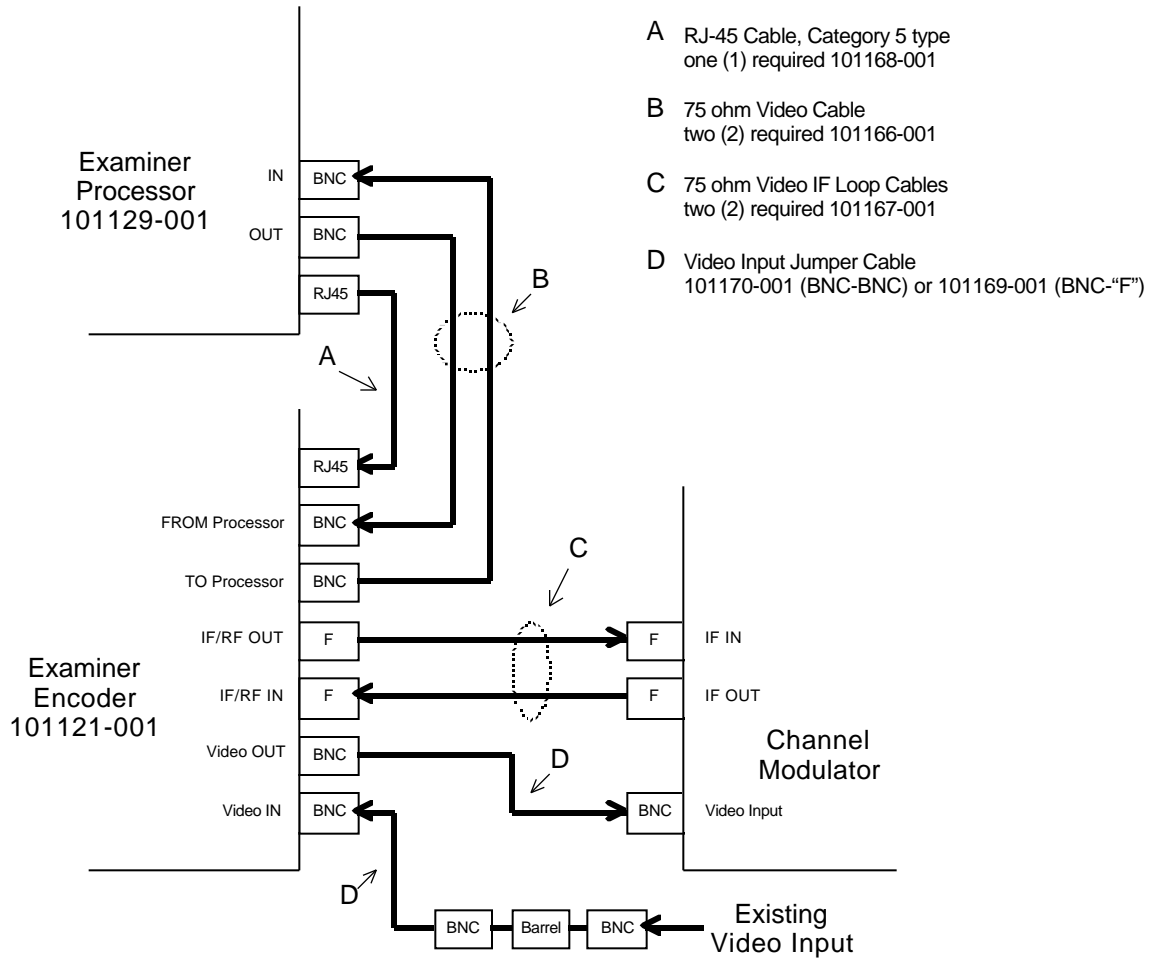 A RJ-45 Cable, Category 5 type
one (1) required 101168-001
B 75 ohm Video Cable
two (2) required 101166-001
C 75 ohm Video IF Loop Cables
two (2) required 101167-001
D Video Input Jumper Cable
101170-001 (BNC-BNC) or 101169-001 (BNC-“F”)
Examiner
Processor
101129-001
IN BNC
OUT BNC
RJ45
B
A
RJ45
FROM Processor BNC
TO Processor BNC
C
IF/RF OUT F
F IF IN
IF/RF IN F
F IF OUT
Examiner
Encoder
101121-001
Video OUT BNC
D
Channel
Modulator
Video IN BNC
BNC Video Input
D
BNC Barrel BNC
Existing
Video Input